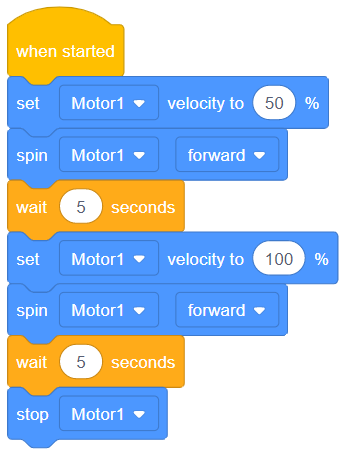 when started
set Motor1 velocity to 50 %
spin Motor1 forward
wait 5 seconds
set Motor1 velocity to 100 %
spin Motor1 forward
wait 5 seconds
stop Motor1